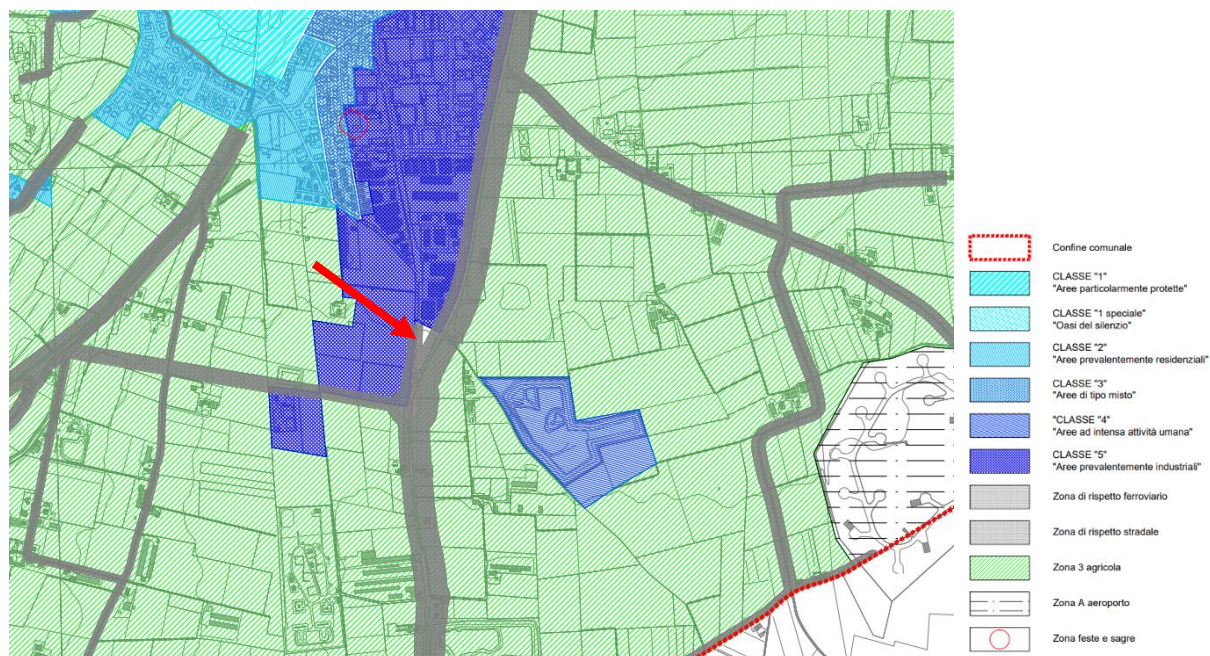 Confine comunale
CLASSE "1"
"Aree particolarmente protette"
CLASSE "1 speciale"
"Oasi del silenzio"
CLASSE "2"
"Aree prevalentemente residenziali"
CLASSE "3"
"Aree di tipo misto"
"CLASSE "4"
"Aree ad intensa attività umana"
CLASSE "5"
"Aree prevalentemente industriali"
Zona di rispetto ferroviario
Zona di rispetto stradale
Zona 3 agricola
Zona A aeroporto
Zona feste e sagre